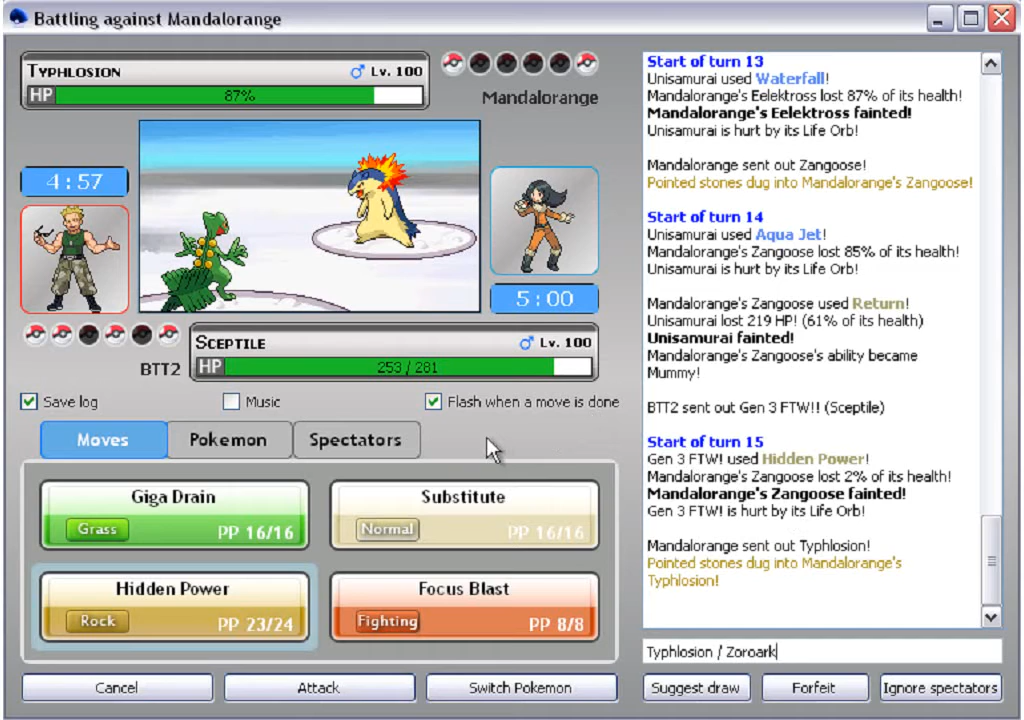 Battling against Mandalorange
TYPHLOSION ♂ Lv. 100
HP 87%
Mandalorange
4:57
5:00
SCEPTILE ♂ Lv. 100
HP 253 / 281
BTT2
Save log
Music
Flash when a move is done
Moves
Pokemon
Spectators
Giga Drain
Grass PP 16/16
Substitute
Normal PP 16/16
Hidden Power
Rock PP 23/24
Focus Blast
Fighting PP 8/8
Cancel
Attack
Switch Pokemon
Start of turn 13
Unisamurai used Waterfall!
Mandalorange's Eelektross lost 87% of its health!
Mandalorange's Eelektross fainted!
Unisamurai is hurt by its Life Orb!
Mandalorange sent out Zangoose!
Pointed stones dug into Mandalorange's Zangoose!
Start of turn 14
Unisamurai used Aqua Jet!
Mandalorange's Zangoose lost 85% of its health!
Unisamurai is hurt by its Life Orb!
Mandalorange's Zangoose used Return!
Unisamurai lost 219 HP! (61% of its health)
Unisamurai fainted!
Mandalorange's Zangoose's ability became
Mummy!
BTT2 sent out Gen 3 FTW!! (Sceptile)
Start of turn 15
Gen 3 FTW! used Hidden Power!
Mandalorange's Zangoose lost 2% of its health!
Mandalorange's Zangoose fainted!
Gen 3 FTW! is hurt by its Life Orb!
Mandalorange sent out Typhlosion!
Pointed stones dug into Mandalorange's
Typhlosion!
Typhlosion / Zoroark
Suggest draw
Forfeit
Ignore spectators